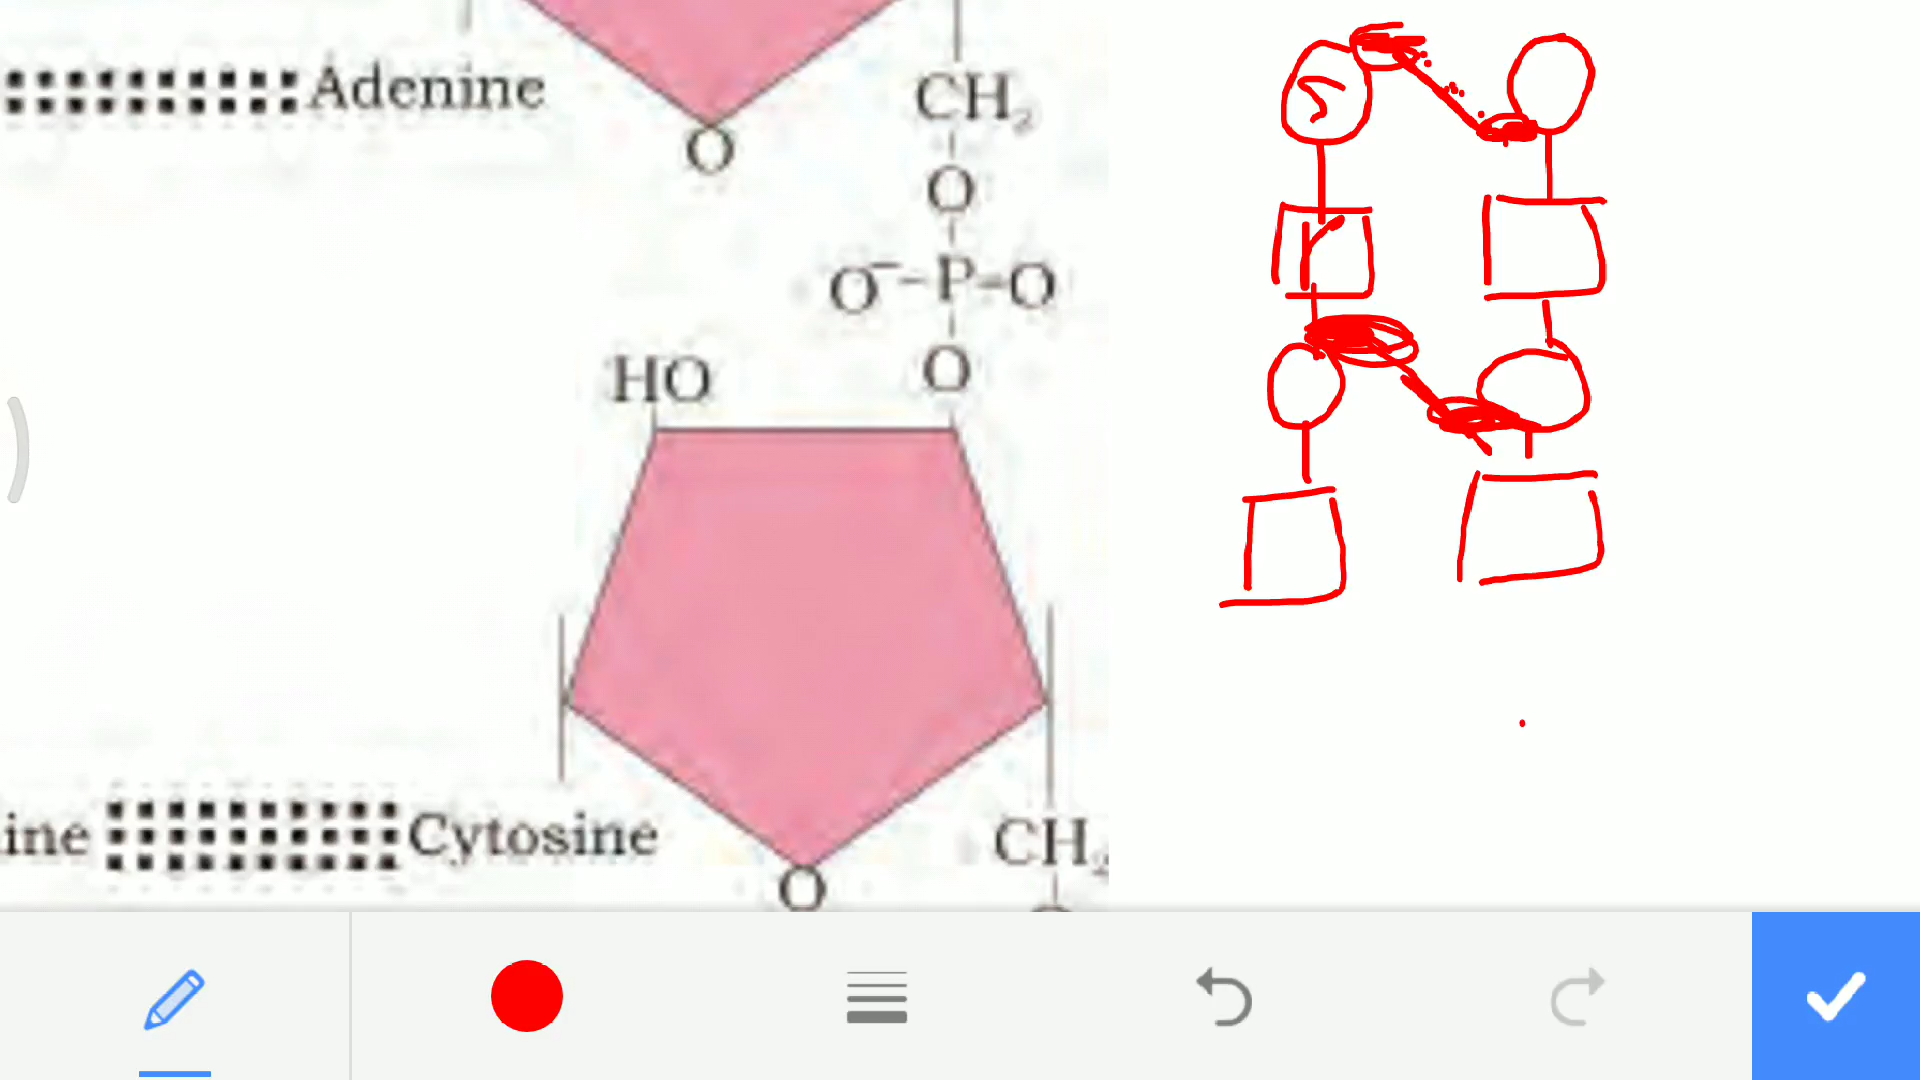 Adenine
O
CH₂
O
O⁻-P=O
O
HO
ine
Cytosine
CH₂
O